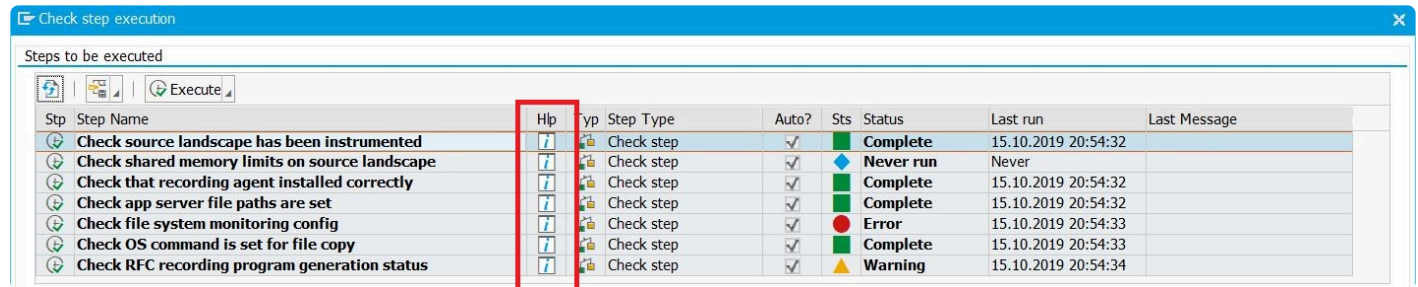 Check step execution
Steps to be executed
Execute
Stp Step Name Hlp Typ Step Type Auto? Sts Status Last run Last Message
Check source landscape has been instrumented i Check step Complete 15.10.2019 20:54:32
Check shared memory limits on source landscape i Check step Never run Never
Check that recording agent installed correctly i Check step Complete 15.10.2019 20:54:32
Check app server file paths are set i Check step Complete 15.10.2019 20:54:32
Check file system monitoring config i Check step Error 15.10.2019 20:54:33
Check OS command is set for file copy i Check step Complete 15.10.2019 20:54:33
Check RFC recording program generation status i Check step Warning 15.10.2019 20:54:34